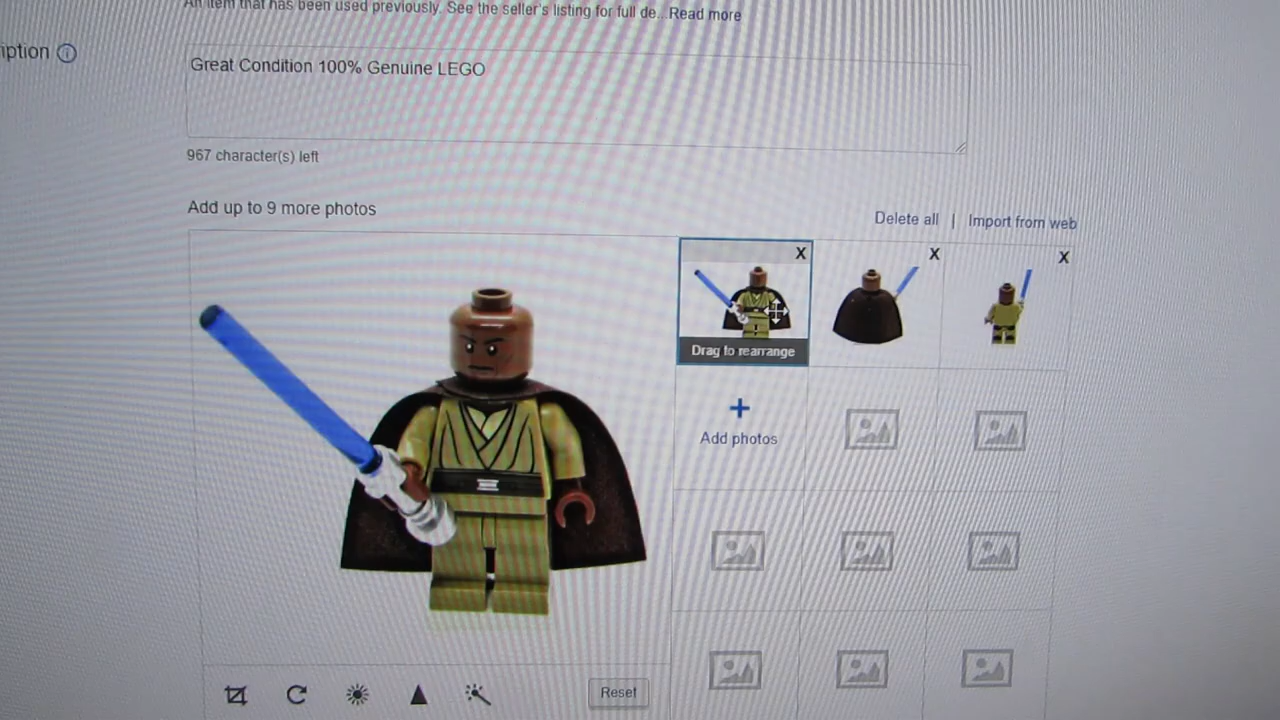 An item that has been used previously. See the seller's listing for full de...Read more
iption
Great Condition 100% Genuine LEGO
967 character(s) left
Add up to 9 more photos
Delete all | Import from web
X X X
Drag to rearrange
+
Add photos
Reset